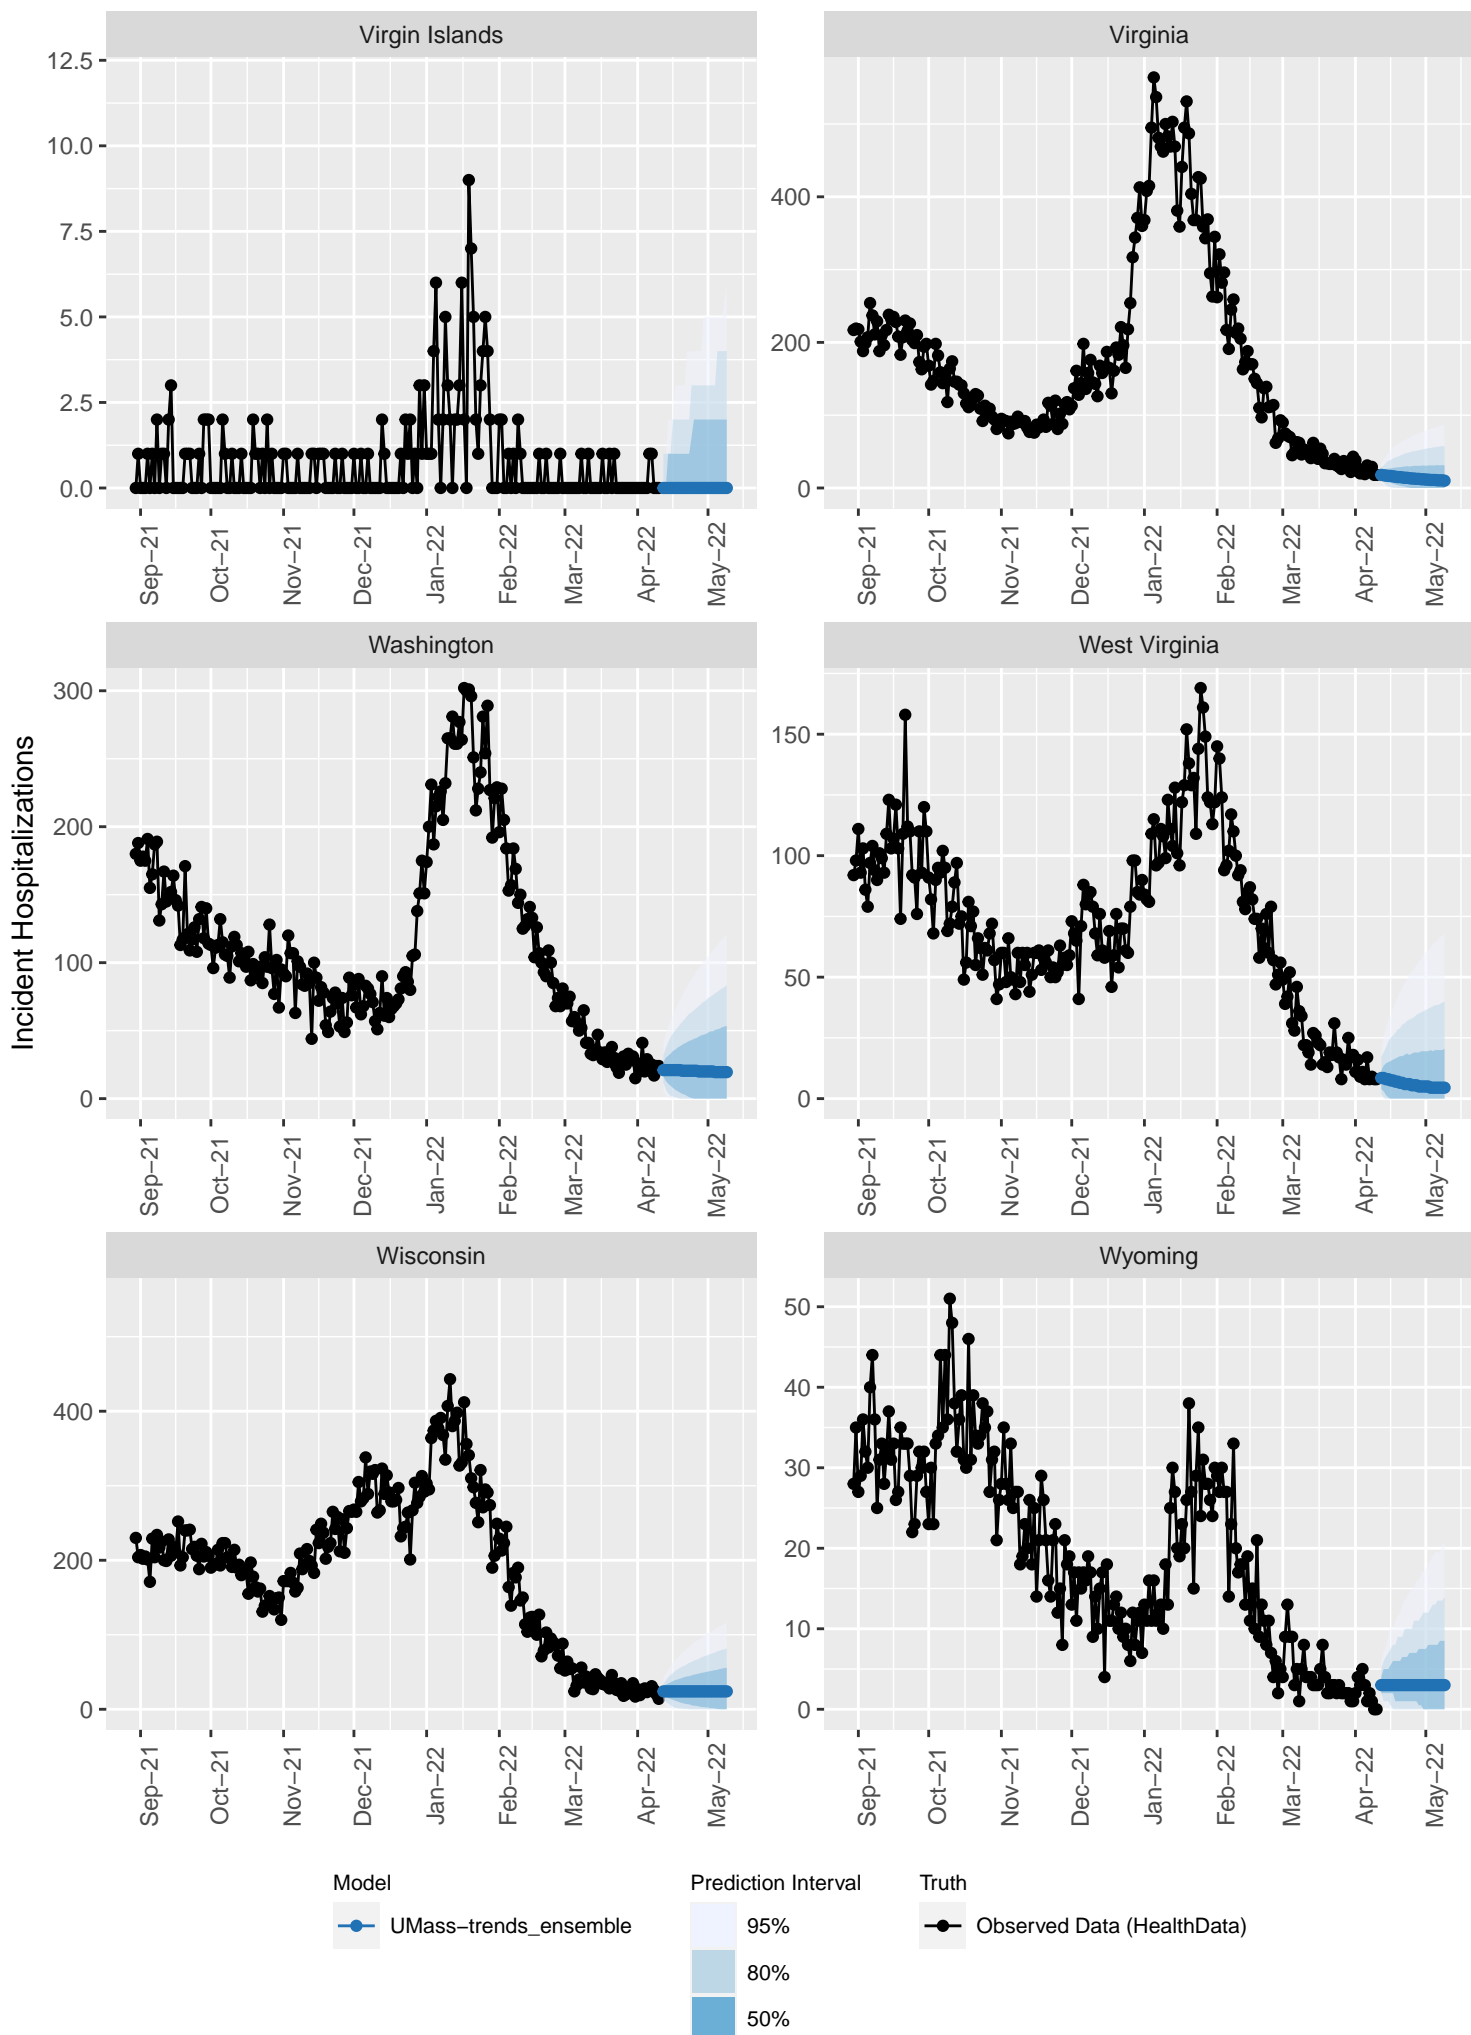 Virgin Islands
Virginia
12.5
10.0
7.5
5.0
2.5
0.0
400
200
0
Sep−21
Oct−21
Nov−21
Dec−21
Jan−22
Feb−22
Mar−22
Apr−22
May−22
Sep−21
Oct−21
Nov−21
Dec−21
Jan−22
Feb−22
Mar−22
Apr−22
May−22
Incident Hospitalizations
Washington
West Virginia
300
200
100
0
150
100
50
0
Sep−21
Oct−21
Nov−21
Dec−21
Jan−22
Feb−22
Mar−22
Apr−22
May−22
Sep−21
Oct−21
Nov−21
Dec−21
Jan−22
Feb−22
Mar−22
Apr−22
May−22
Wisconsin
Wyoming
400
200
0
50
40
30
20
10
0
Sep−21
Oct−21
Nov−21
Dec−21
Jan−22
Feb−22
Mar−22
Apr−22
May−22
Sep−21
Oct−21
Nov−21
Dec−21
Jan−22
Feb−22
Mar−22
Apr−22
May−22
Model
UMass−trends_ensemble
Prediction Interval
95%
80%
50%
Truth
Observed Data (HealthData)